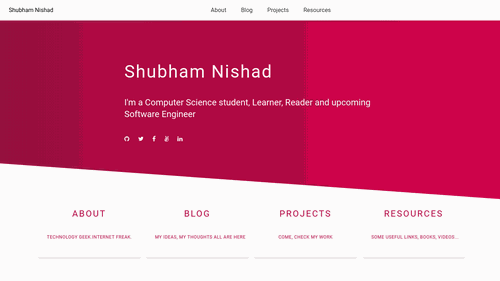 Shubham Nishad
About Blog Projects Resources
Shubham Nishad
I'm a Computer Science student, Learner, Reader and upcoming
Software Engineer
ABOUT
TECHNOLOGY GEEK.INTERNET FREAK.
BLOG
MY IDEAS, MY THOUGHTS ALL ARE HERE
PROJECTS
COME, CHECK MY WORK
RESOURCES
SOME USEFUL LINKS, BOOKS, VIDEOS...